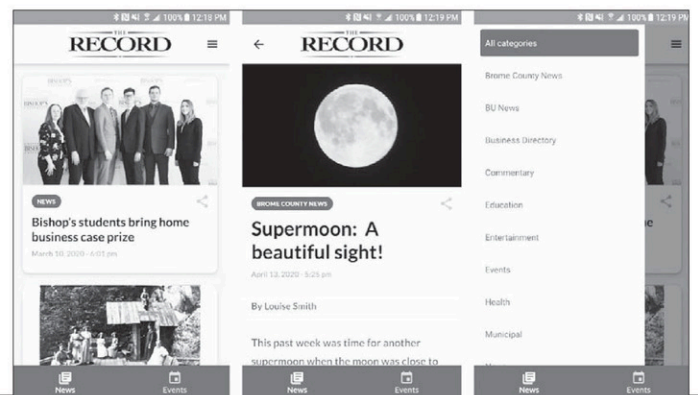 100% 12:18 PM
THE
RECORD
NEWS
Bishop's students bring home
business case prize
March 10, 2020 - 6:01 pm
News
Events
100% 12:19 PM
THE
RECORD
BROME COUNTY NEWS
Supermoon: A
beautiful sight!
April 13, 2020 - 5:25 pm
By Louise Smith
This past week was time for another
supermoon when the moon was close to
News
Events
100% 12:19 PM
All categories
Brome County News
BU News
Business Directory
Commentary
Education
Entertainment
Events
Health
Municipal
News
Events